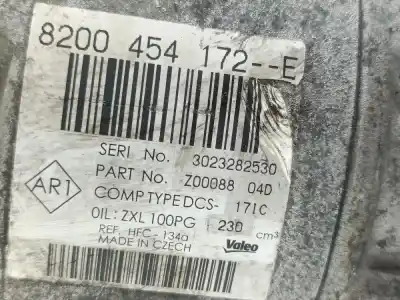 8200 454 172--E
SERI No. 3023282530
PART No. Z00088 04D
COMP TYPE DCS- 171C
OIL: ZXL 100PG 230 cm³
REF. HFC-134a
MADE IN CZECH
Valeo
AR1